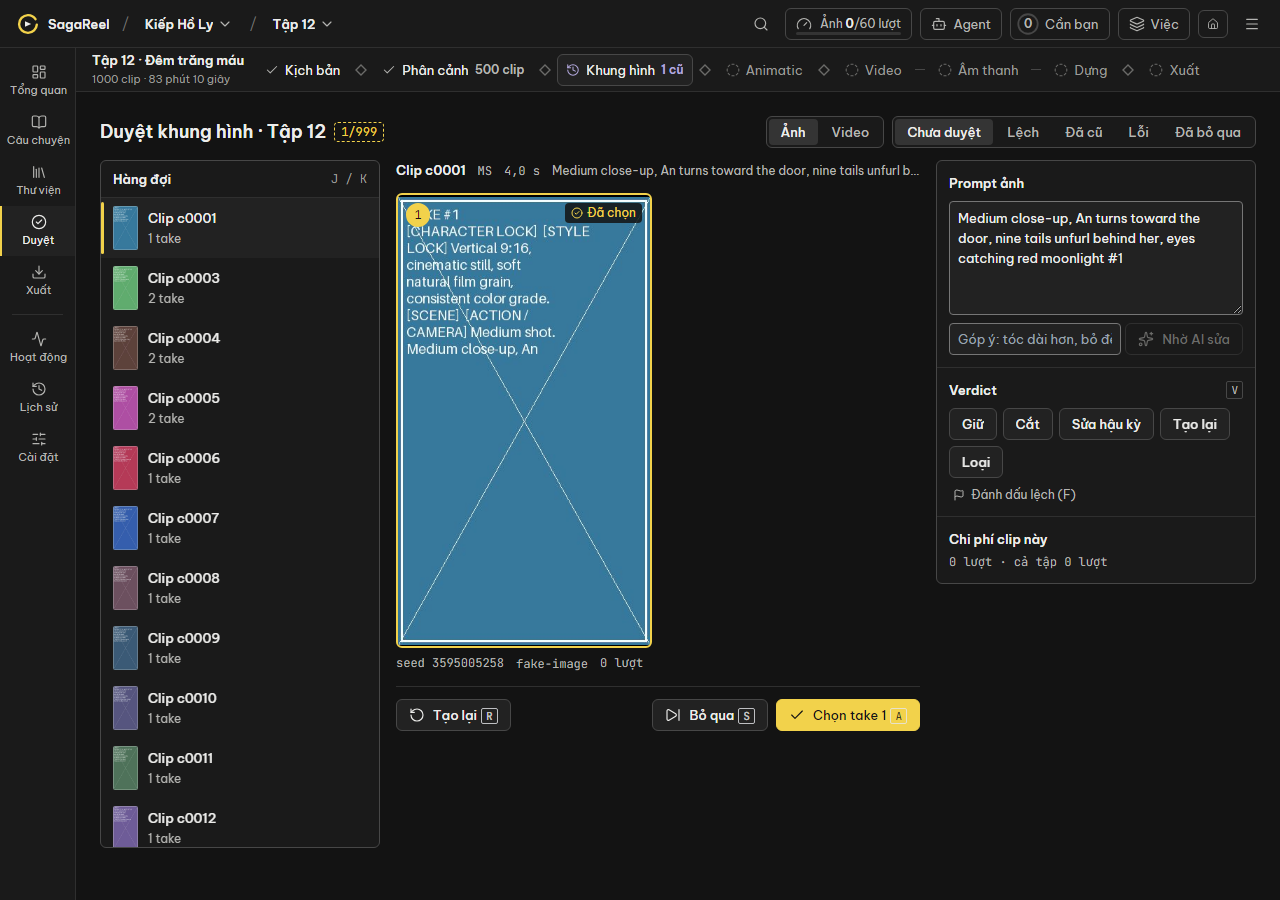 SagaReel / Kiếp Hồ Ly / Tập 12
Ảnh 0/60 lượt
Agent
0 Cần bạn
Việc
Tập 12 · Đêm trăng máu
1000 clip · 83 phút 10 giây
Kịch bản
Phân cảnh 500 clip
Khung hình 1 cũ
Animatic
Video
Âm thanh
Dựng
Xuất
Tổng quan
Câu chuyện
Thư viện
Duyệt
Xuất
Hoạt động
Lịch sử
Cài đặt
Duyệt khung hình · Tập 12 1/999
Ảnh Video
Chưa duyệt Lệch Đã cũ Lỗi Đã bỏ qua
Hàng đợi J / K
Clip c0001
1 take
Clip c0003
2 take
Clip c0004
2 take
Clip c0005
2 take
Clip c0006
1 take
Clip c0007
1 take
Clip c0008
1 take
Clip c0009
1 take
Clip c0010
1 take
Clip c0011
1 take
Clip c0012
1 take
Clip c0001 MS 4,0 s Medium close-up, An turns toward the door, nine tails unfurl b...
1
KE #1
Đã chọn
[CHARACTER LOCK] [STYLE
LOCK] Vertical 9:16,
cinematic still, soft
natural film grain,
consistent color grade.
[SCENE] [ACTION /
CAMERA] Medium shot.
Medium close-up, An
seed 3595005258 fake-image 0 lượt
Tạo lại R
Bỏ qua S
Chọn take 1 A
Prompt ảnh
Medium close-up, An turns toward the
door, nine tails unfurl behind her, eyes
catching red moonlight #1
Góp ý: tóc dài hơn, bỏ
Nhờ AI sửa
Verdict V
Giữ Cắt Sửa hậu kỳ Tạo lại
Loại
Đánh dấu lệch (F)
Chi phí clip này
0 lượt · cả tập 0 lượt